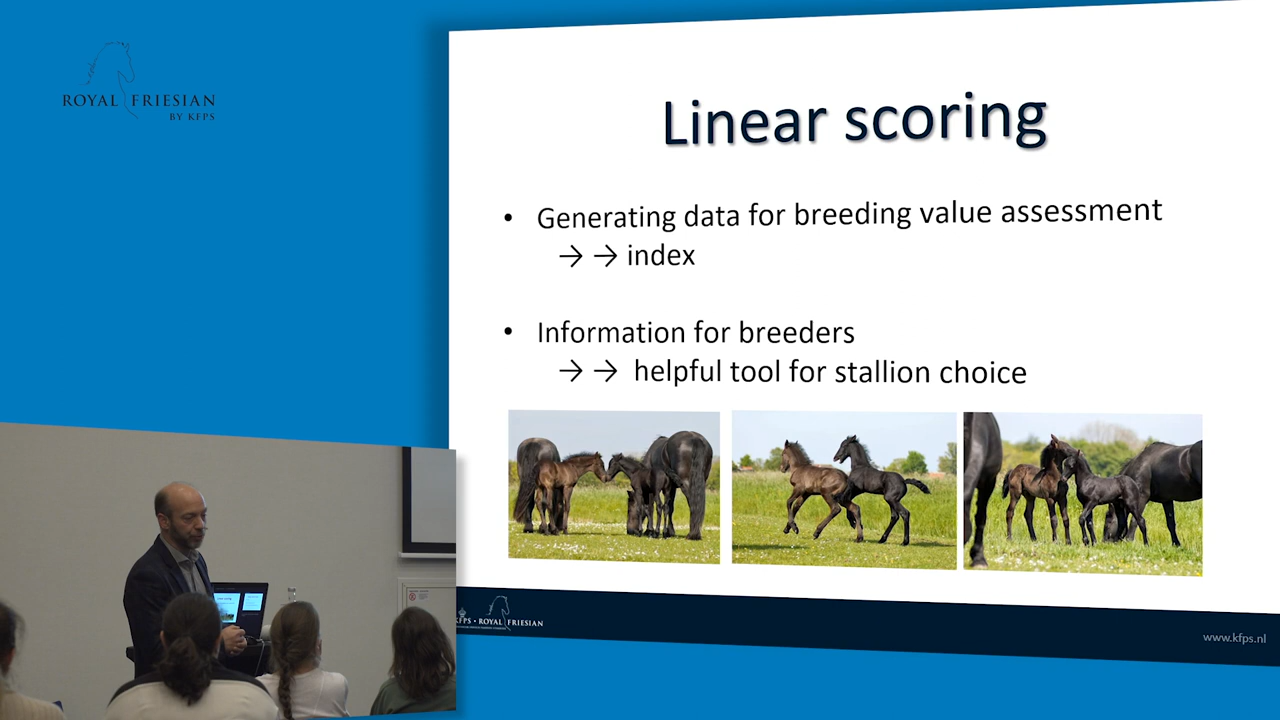 ROYAL FRIESIAN
BY KFPS
Linear scoring
• Generating data for breeding value assessment
→ → index
• Information for breeders
→ → helpful tool for stallion choice
KFPS • ROYAL FRIESIAN
www.kfps.nl